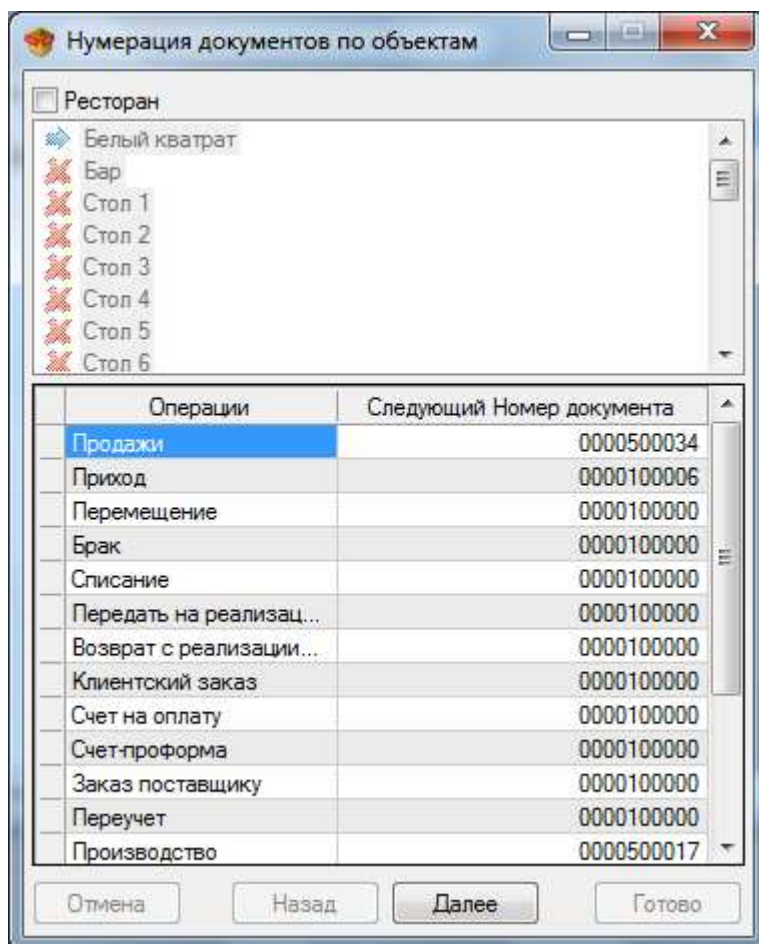 Нумерация документов по объектам
Ресторан
Белый кватрат
Бар
Стол 1
Стол 2
Стол 3
Стол 4
Стол 5
Стол 6
Операции Следующий Номер документа
Продажи 0000500034
Приход 0000100006
Перемещение 0000100000
Брак 0000100000
Списание 0000100000
Передать на реализац... 0000100000
Возврат с реализации... 0000100000
Клиентский заказ 0000100000
Счет на оплату 0000100000
Счет-проформа 0000100000
Заказ поставщику 0000100000
Переучет 0000100000
Производство 0000500017
Отмена Назад Далее Готово